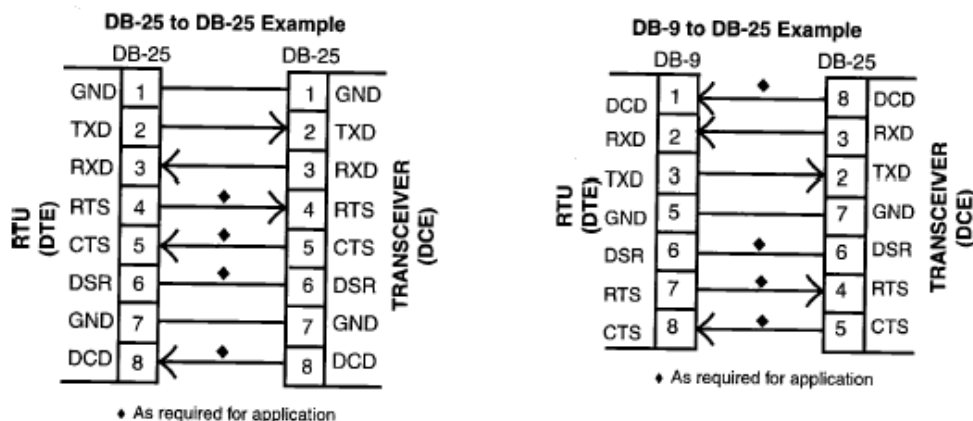 DB-25 to DB-25 Example
DB-25 DB-25
GND 1 1 GND
TXD 2 2 TXD
RXD 3 3 RXD
RTS 4 4 RTS
CTS 5 5 CTS
DSR 6 6 DSR
GND 7 7 GND
DCD 8 8 DCD
RTU
(DTE)
TRANSCEIVER
(DCE)
♦ As required for application
DB-9 to DB-25 Example
DB-9 DB-25
DCD 1 8 DCD
RXD 2 3 RXD
TXD 3 2 TXD
GND 5 7 GND
DSR 6 6 DSR
RTS 7 4 RTS
CTS 8 5 CTS
RTU
(DTE)
TRANSCEIVER
(DCE)
♦ As required for application